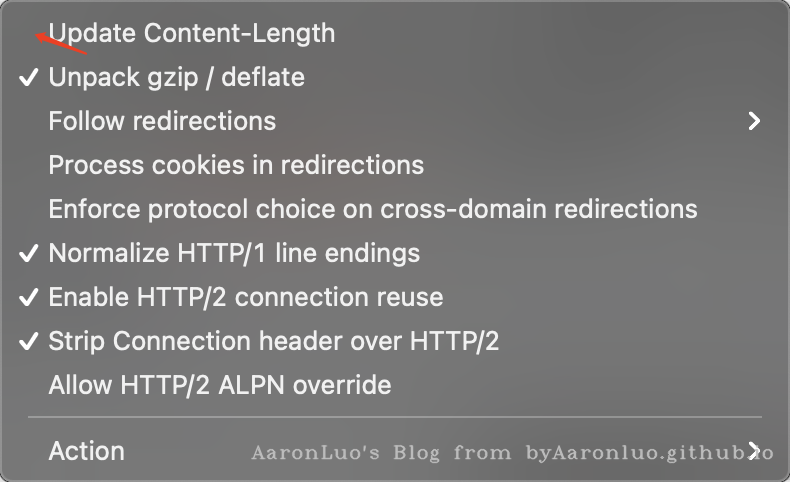 Update Content-Length
✓ Unpack gzip / deflate
Follow redirections
Process cookies in redirections
Enforce protocol choice on cross-domain redirections
✓ Normalize HTTP/1 line endings
✓ Enable HTTP/2 connection reuse
✓ Strip Connection header over HTTP/2
Allow HTTP/2 ALPN override
Action
AaronLuo's Blog from byAaronluo.github.io